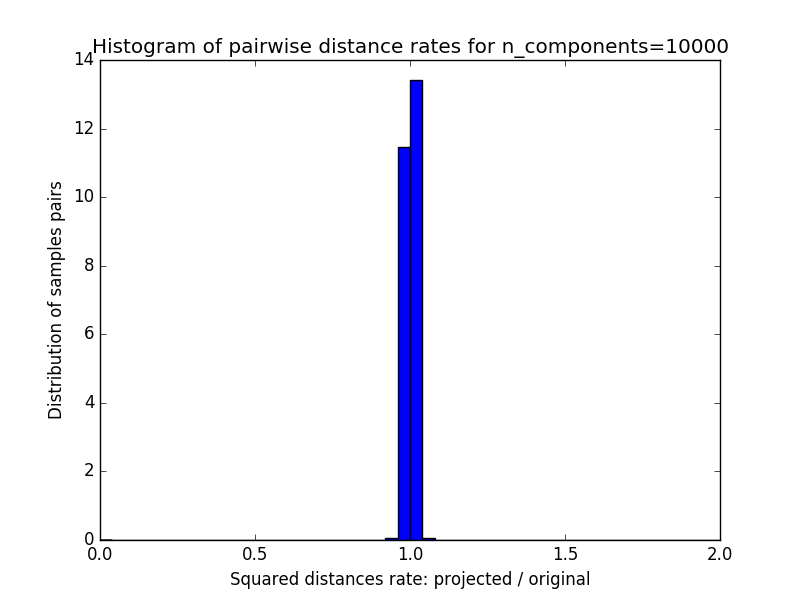 Histogram of pairwise distance rates for n_components=10000
14
12
10
8
6
4
2
0
Distribution of samples pairs
0.0 0.5 1.0 1.5 2.0
Squared distances rate: projected / original